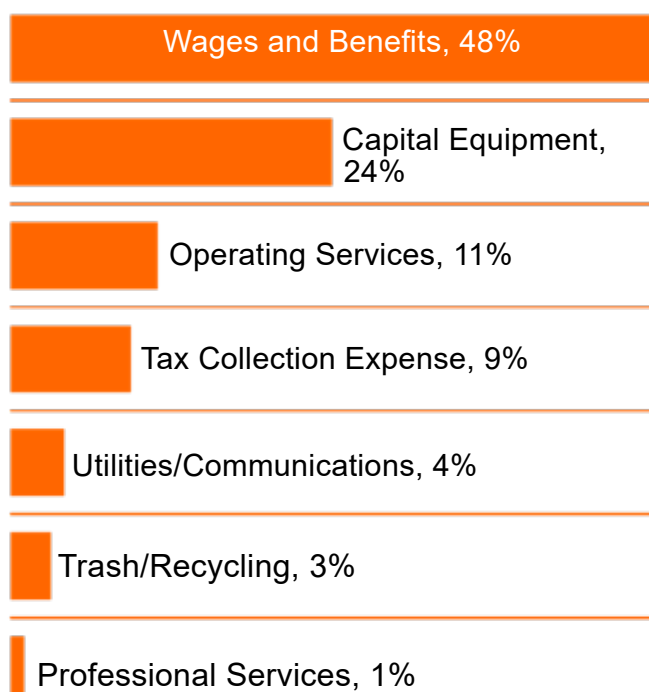 Wages and Benefits, 48%
Capital Equipment,
24%
Operating Services, 11%
Tax Collection Expense, 9%
Utilities/Communications, 4%
Trash/Recycling, 3%
Professional Services, 1%